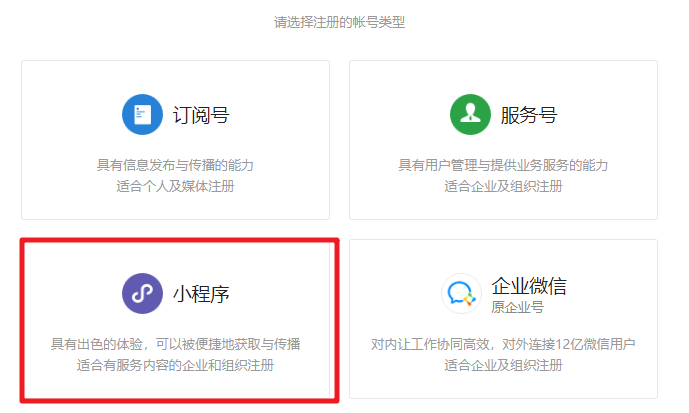 请选择注册的帐号类型
订阅号
具有信息发布与传播的能力
适合个人及媒体注册
服务号
具有用户管理与提供业务服务的能力
适合企业及组织注册
小程序
具有出色的体验，可以被便捷地获取与传播
适合有服务内容的企业和组织注册
企业微信
原企业号
对内让工作协同高效，对外连接12亿微信用户
适合企业及组织注册